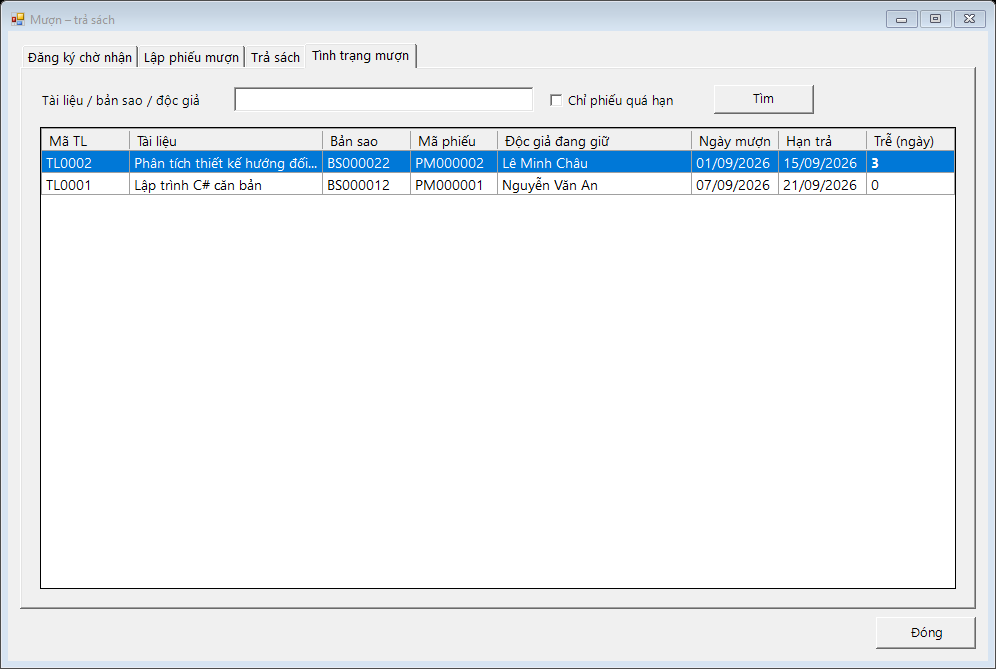 Mượn – trả sách
Đăng ký chờ nhận Lập phiếu mượn Trả sách Tình trạng mượn
Tài liệu / bản sao / độc giả Chỉ phiếu quá hạn Tìm
Mã TL Tài liệu Bản sao Mã phiếu Độc giả đang giữ Ngày mượn Hạn trả Trễ (ngày)
TL0002 Phân tích thiết kế hướng đối... BS000022 PM000002 Lê Minh Châu 01/09/2026 15/09/2026 3
TL0001 Lập trình C# căn bản BS000012 PM000001 Nguyễn Văn An 07/09/2026 21/09/2026 0
Đóng